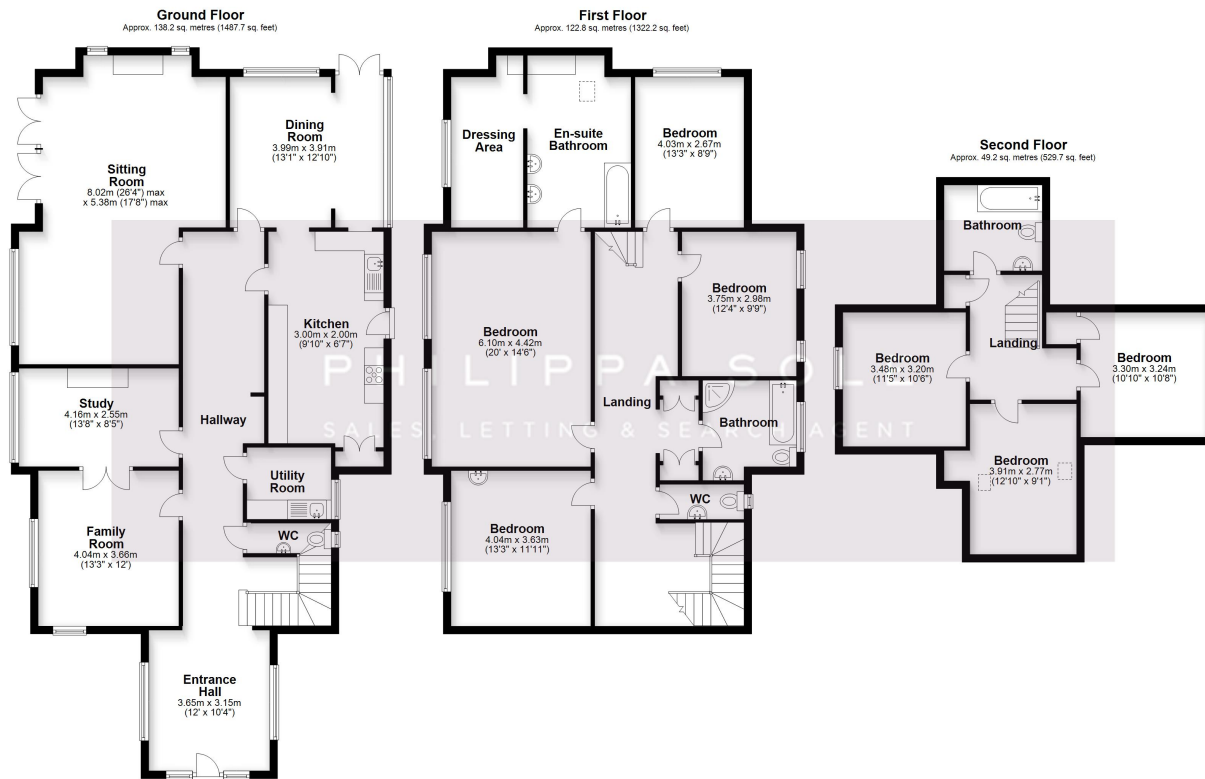 Ground Floor
Approx. 138.2 sq. metres (1487.7 sq. feet)
Sitting
Room
8.02m (26'4") max
x 5.38m (17'8") max
Dining
Room
3.99m x 3.91m
(13'1" x 12'10")
Kitchen
3.00m x 2.00m
(9'10" x 6'7")
Study
4.16m x 2.55m
(13'8" x 8'5")
Hallway
Utility
Room
WC
Family
Room
4.04m x 3.66m
(13'3" x 12')
Entrance
Hall
3.65m x 3.15m
(12' x 10'4")
First Floor
Approx. 122.8 sq. metres (1322.2 sq. feet)
Dressing
Area
En-suite
Bathroom
Bedroom
4.03m x 2.67m
(13'3" x 8'9")
Bedroom
3.75m x 2.98m
(12'4" x 9'9")
Bedroom
6.10m x 4.42m
(20' x 14'6")
Landing
Bathroom
WC
Bedroom
4.04m x 3.63m
(13'3" x 11'11")
Second Floor
Approx. 49.2 sq. metres (529.7 sq. feet)
Bathroom
Landing
Bedroom
3.48m x 3.20m
(11'5" x 10'6")
Bedroom
3.30m x 3.24m
(10'10" x 10'8")
Bedroom
3.91m x 2.77m
(12'10" x 9'1")
PHILIPPA
SALES, LETTING & SEARCH AGENT